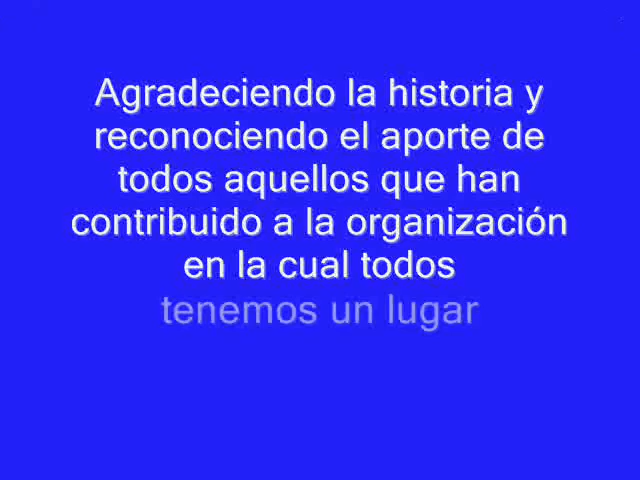 Agradeciendo la historia y
reconociendo el aporte de
todos aquellos que han
contribuido a la organización
en la cual todos
tenemos un lugar